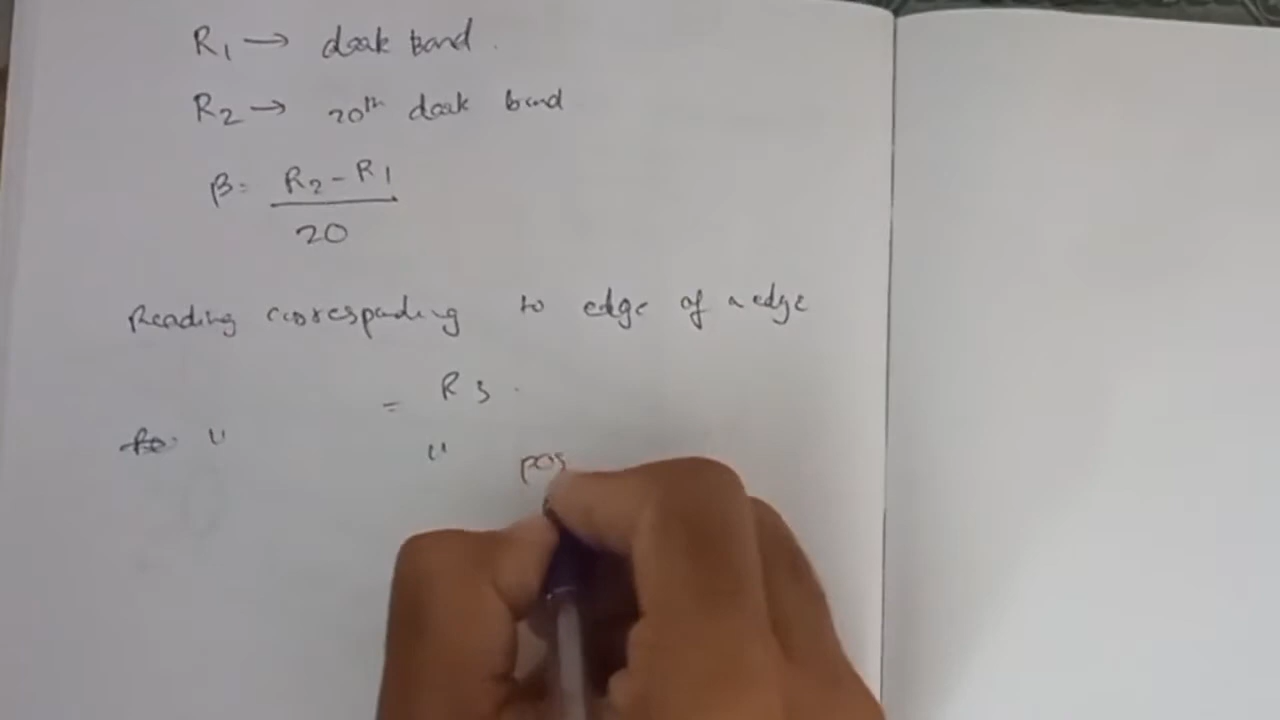 R1 → dark band.
R2 → 20th dark band
β = R2 - R1
20
Reading corresponding to edge of wedge
= R3.
" " pos